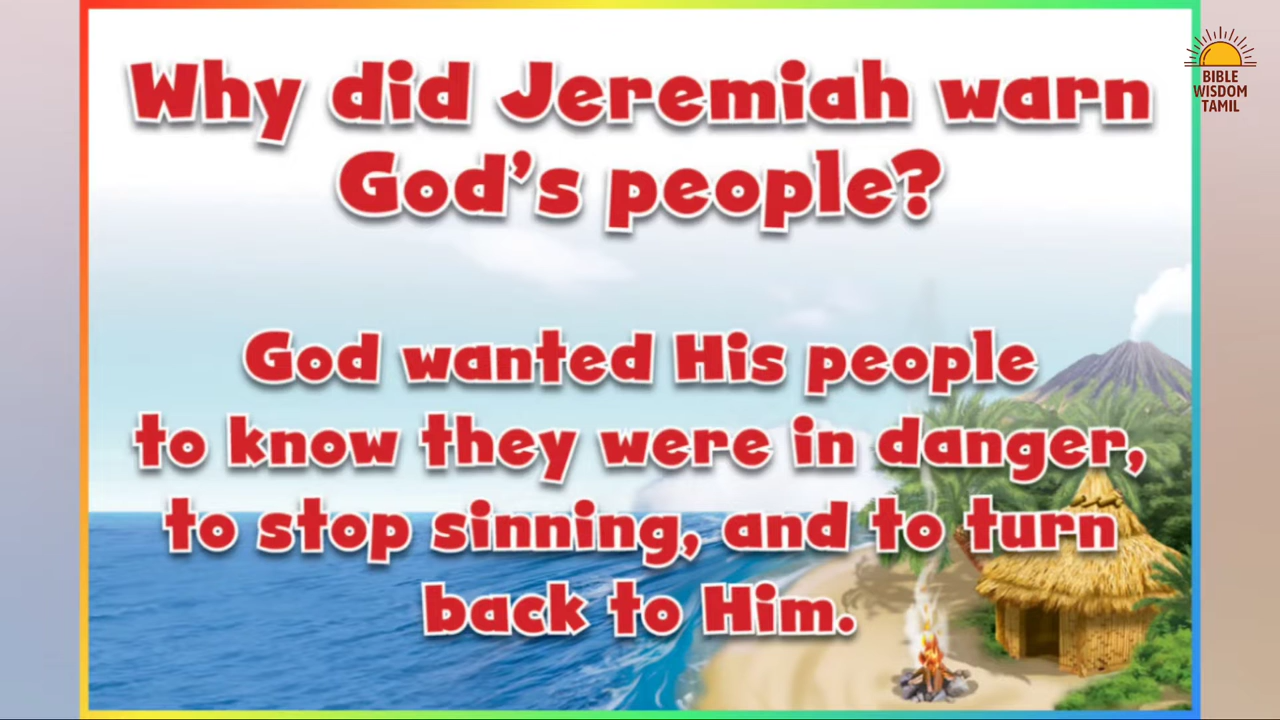 Why did Jeremiah warn
God's people?
God wanted His people
to know they were in danger,
to stop sinning, and to turn
back to Him.
BIBLE
WISDOM
TAMIL